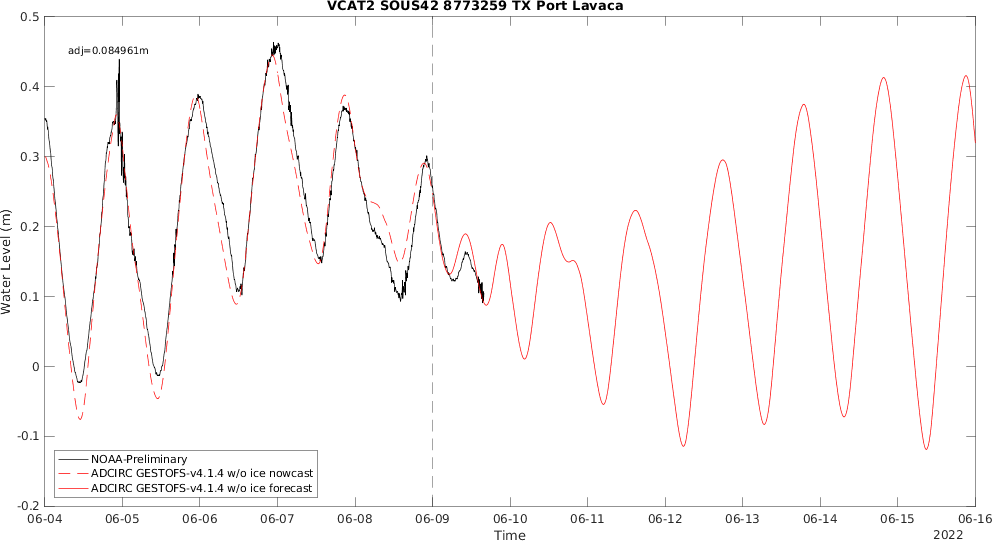 VCAT2 SOUS42 8773259 TX Port Lavaca
0.5
adj=0.084961m
0.4
0.3
0.2
Water Level (m)
0.1
0
-0.1
NOAA-Preliminary
ADCIRC GESTOFS-v4.1.4 w/o ice nowcast
ADCIRC GESTOFS-v4.1.4 w/o ice forecast
-0.2
06-04 06-05 06-06 06-07 06-08 06-09 06-10 06-11 06-12 06-13 06-14 06-15 06-16
Time
2022